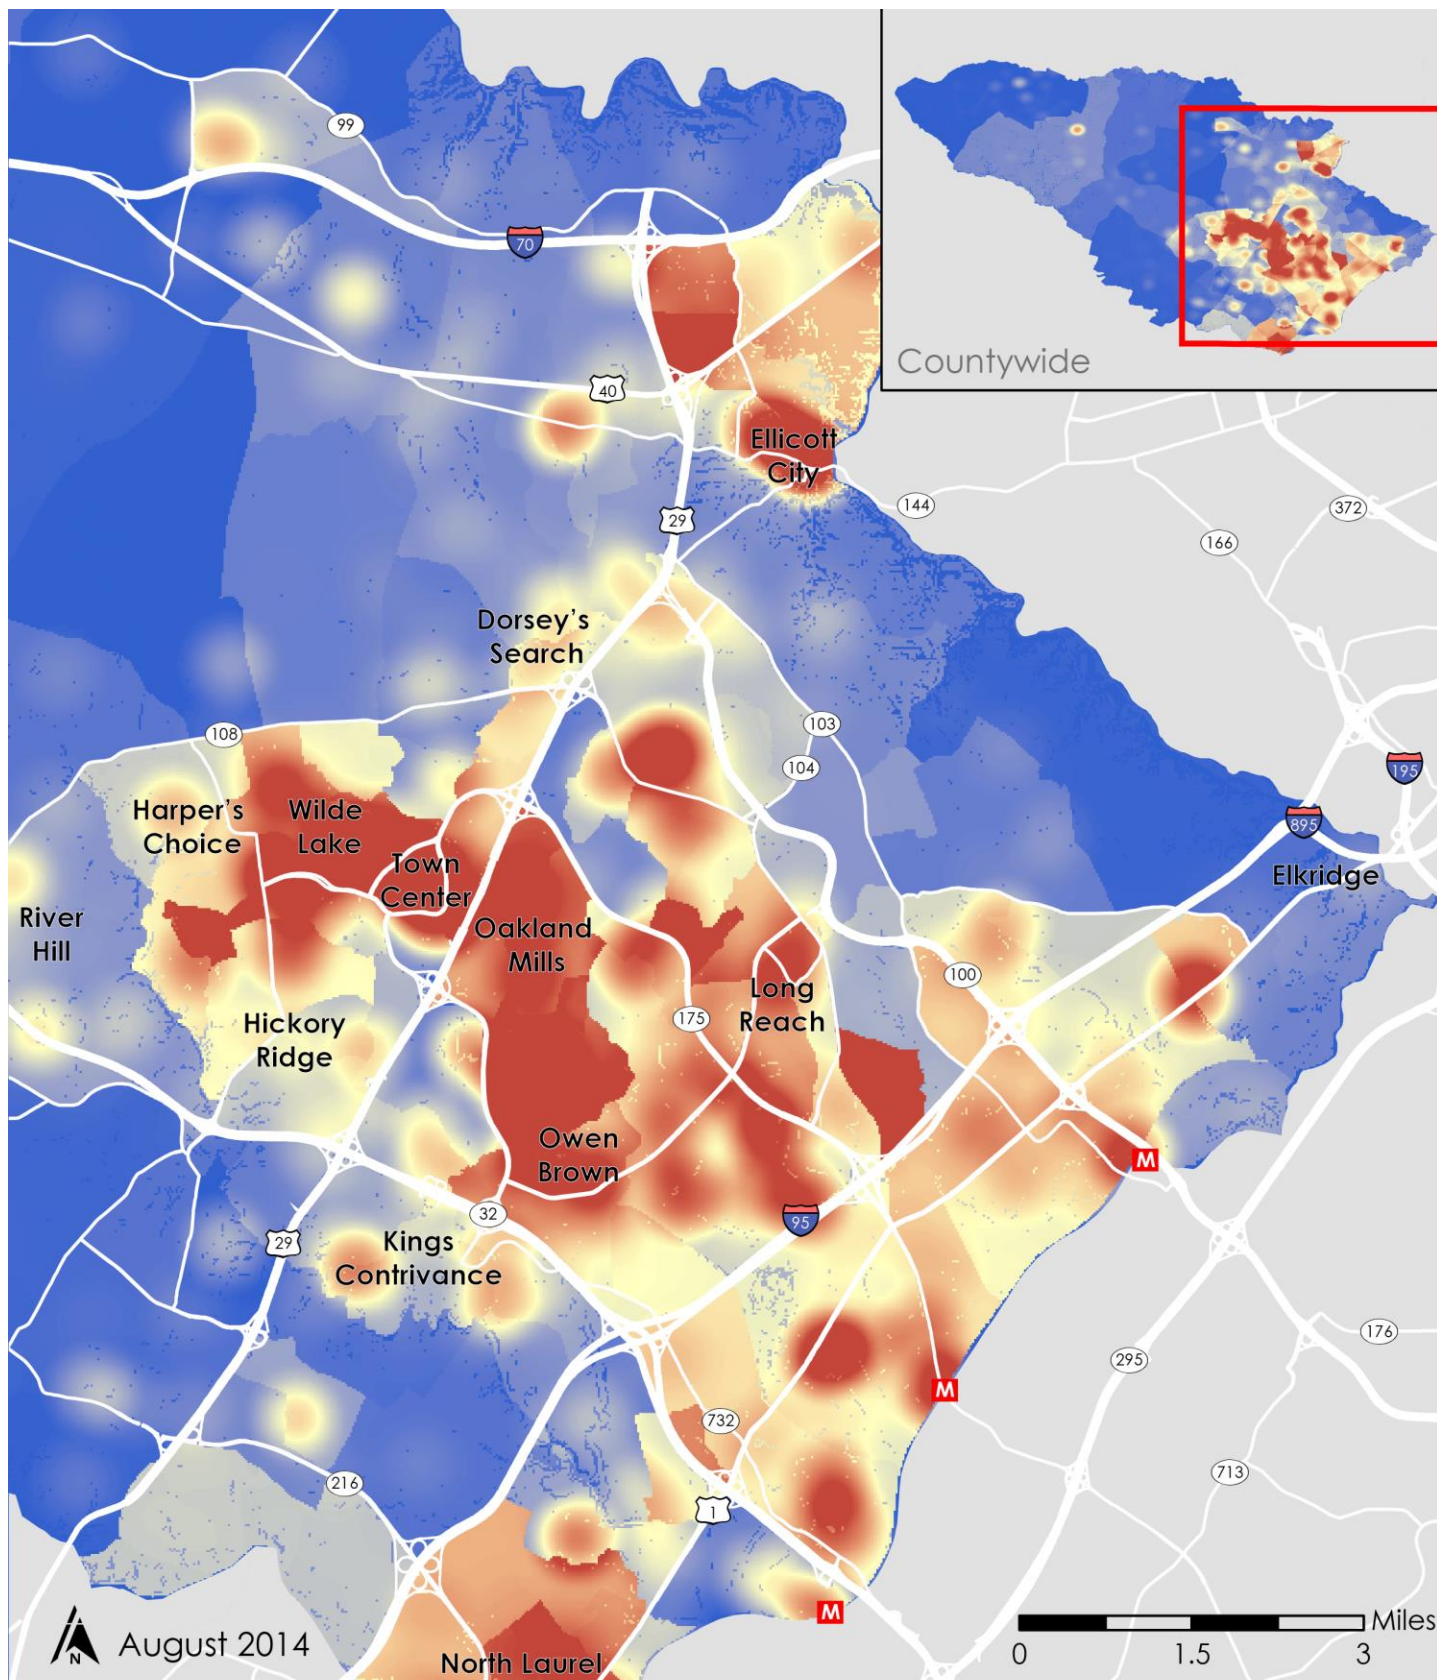 99
70
Countywide
40
Ellicott
City
144
372
29
166
Dorsey's
Search
108
103
104
195
Harper's
Choice
Wilde
Lake
895
Town
Center
Elkridge
River
Hill
Oakland
Mills
100
Long
Reach
175
Hickory
Ridge
Owen
Brown
M
32
95
29
Kings
Contrivance
176
295
M
732
713
216
1
M
Miles
0
1.5
3
N
August 2014
North Laurel